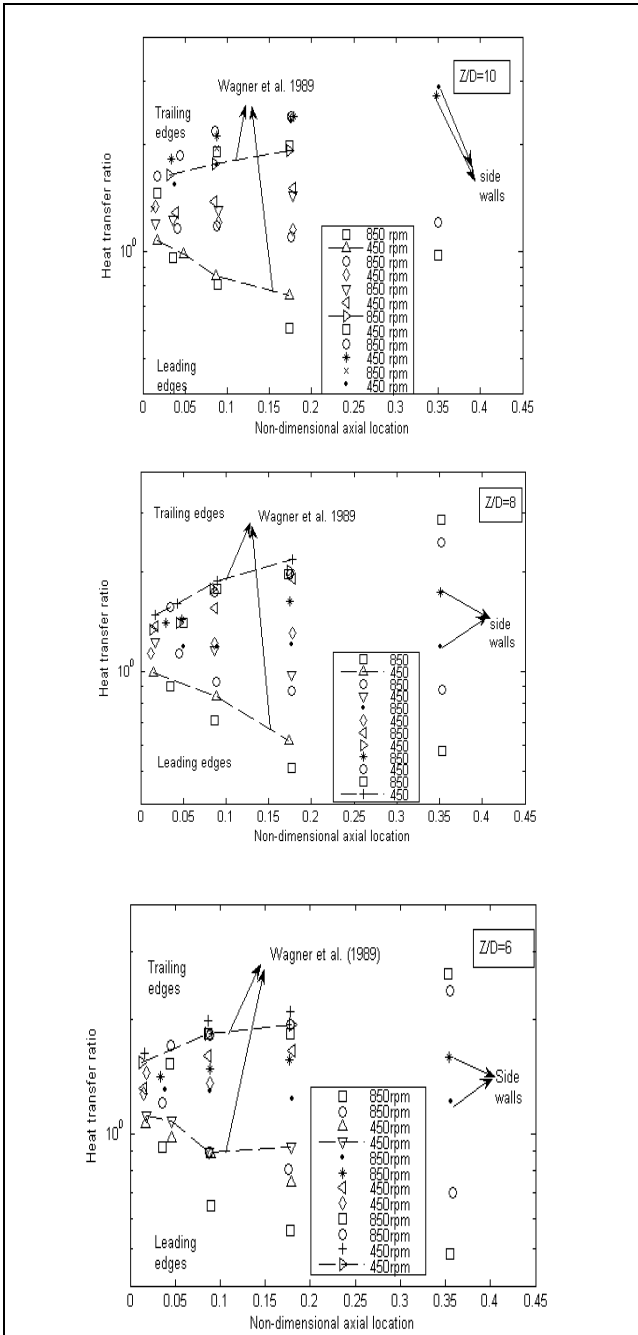 Z/D=10
Wagner et al. 1989
Trailing
edges
side
walls
Heat transfer ratio
10^0
850 rpm
450 rpm
850 rpm
450 rpm
850 rpm
450 rpm
850 rpm
450 rpm
850 rpm
450 rpm
850 rpm
450 rpm
Leading
edges
0 0.05 0.1 0.15 0.2 0.25 0.3 0.35 0.4 0.45
Non-dimensional axial location
Z/D=8
Trailing edges
Wagner et al. 1989
Heat transfer ratio
side
walls
10^0
850
450
850
450
850
450
850
450
850
450
850
450
Leading edges
0 0.05 0.1 0.15 0.2 0.25 0.3 0.35 0.4 0.45
Non-dimensional axial location
Z/D=6
Wagner et al. (1989)
Trailing
edges
Heat transfer ratio
Side
walls
10^0
850rpm
850rpm
450rpm
450rpm
850rpm
850rpm
450rpm
450rpm
850rpm
850rpm
450rpm
450rpm
Leading
edges
0 0.05 0.1 0.15 0.2 0.25 0.3 0.35 0.4 0.45
Non-dimensional axial location